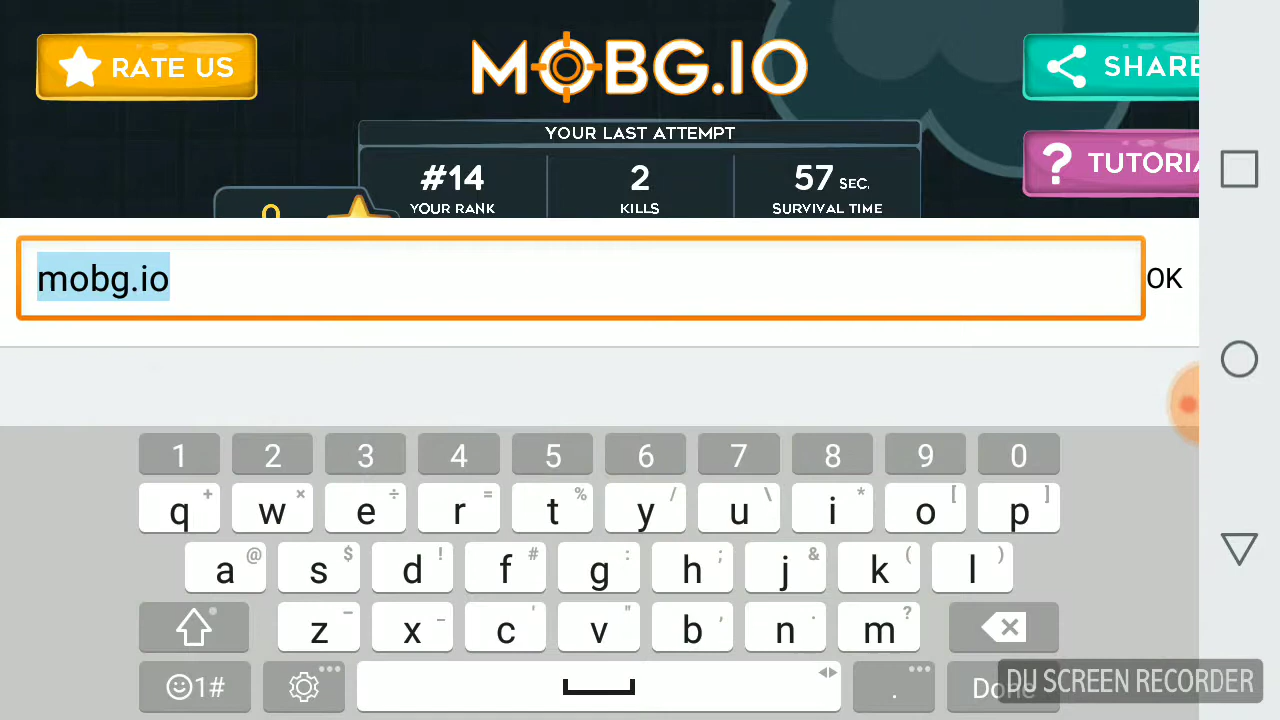 RATE US
MOBG.IO
SHARE
YOUR LAST ATTEMPT
TUTORIA
#14
2
57 SEC.
YOUR RANK
KILLS
SURVIVAL TIME
0
mobg.io
OK
1 2 3 4 5 6 7 8 9 0
q + w × e ÷ r = t % y / u \ i * o [ p ]
a @ s $ d ! f # g : h ; j & k ( l )
z – x _ c ' v " b , n . m ?
1# . Done
DU SCREEN RECORDER